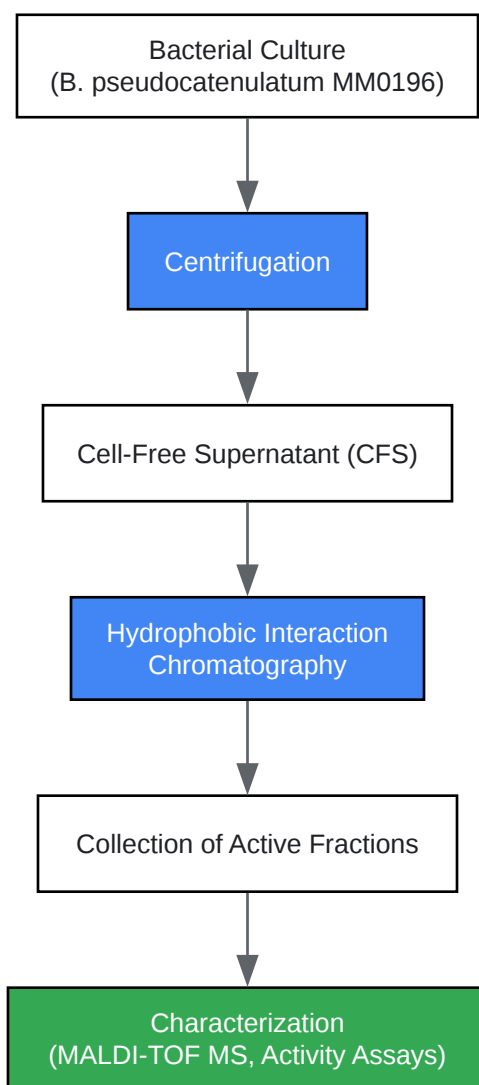 Bacterial Culture
(B. pseudocatenulatum MM0196)
Centrifugation
Cell-Free Supernatant (CFS)
Hydrophobic Interaction
Chromatography
Collection of Active Fractions
Characterization
(MALDI-TOF MS, Activity Assays)